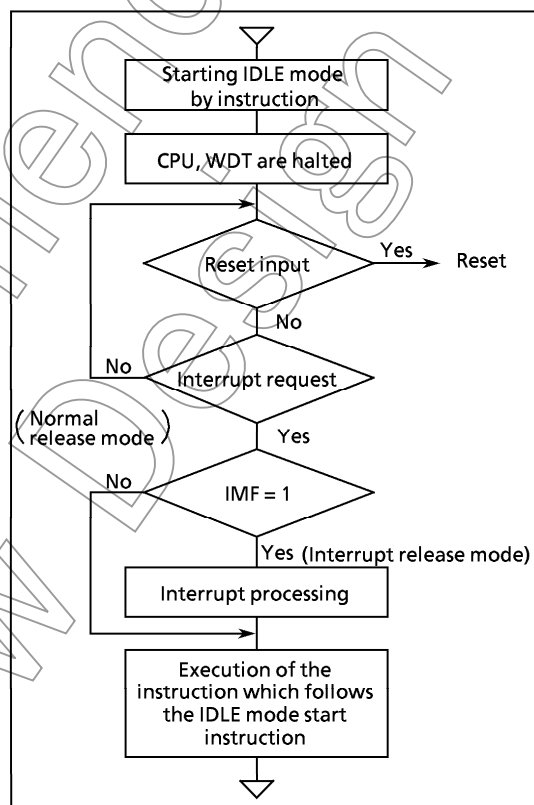 Starting IDLE mode
by instruction
CPU, WDT are halted
Reset input
Yes
Reset
No
No
Interrupt request
(Normal
release mode)
Yes
No
IMF = 1
Yes (Interrupt release mode)
Interrupt processing
Execution of the
instruction which follows
the IDLE mode start
instruction